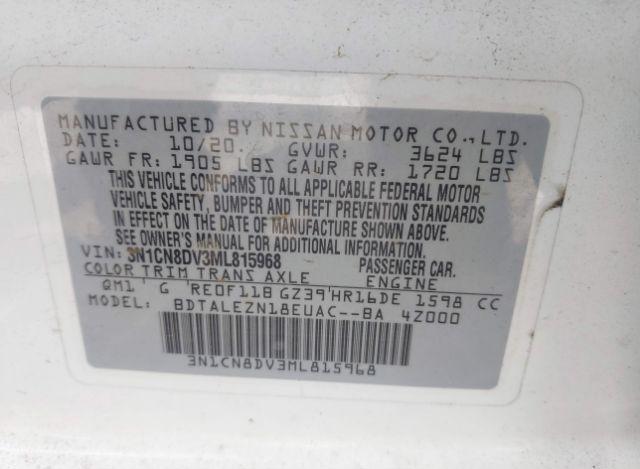 MANUFACTURED BY NISSAN MOTOR CO., LTD.
DATE: 10/20. GVWR: 3624 LBS
GAWR FR: 1905 LBS GAWR RR: 1720 LBS
THIS VEHICLE CONFORMS TO ALL APPLICABLE FEDERAL MOTOR
VEHICLE SAFETY, BUMPER AND THEFT PREVENTION STANDARDS
IN EFFECT ON THE DATE OF MANUFACTURE SHOWN ABOVE.
SEE OWNER'S MANUAL FOR ADDITIONAL INFORMATION.
VIN: 3N1CN8DV3ML815968 PASSENGER CAR.
COLOR TRIM TRANS AXLE ENGINE
QM1 G RE0F11B GZ39 HR16DE 1598 CC
MODEL: BDTALEZN18EUAC--BA 4Z000
3N1CN8DV3ML815968